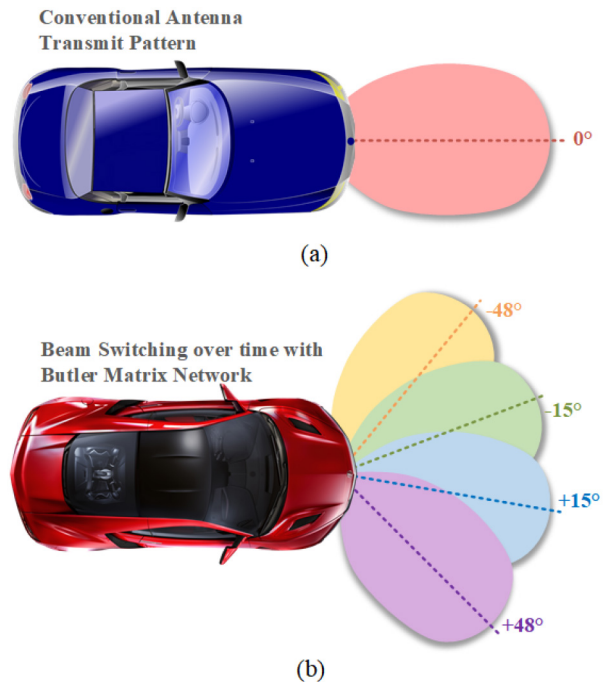 Conventional Antenna
Transmit Pattern
0°
(a)
-48°
Beam Switching over time with
Butler Matrix Network
-15°
+15°
+48°
(b)